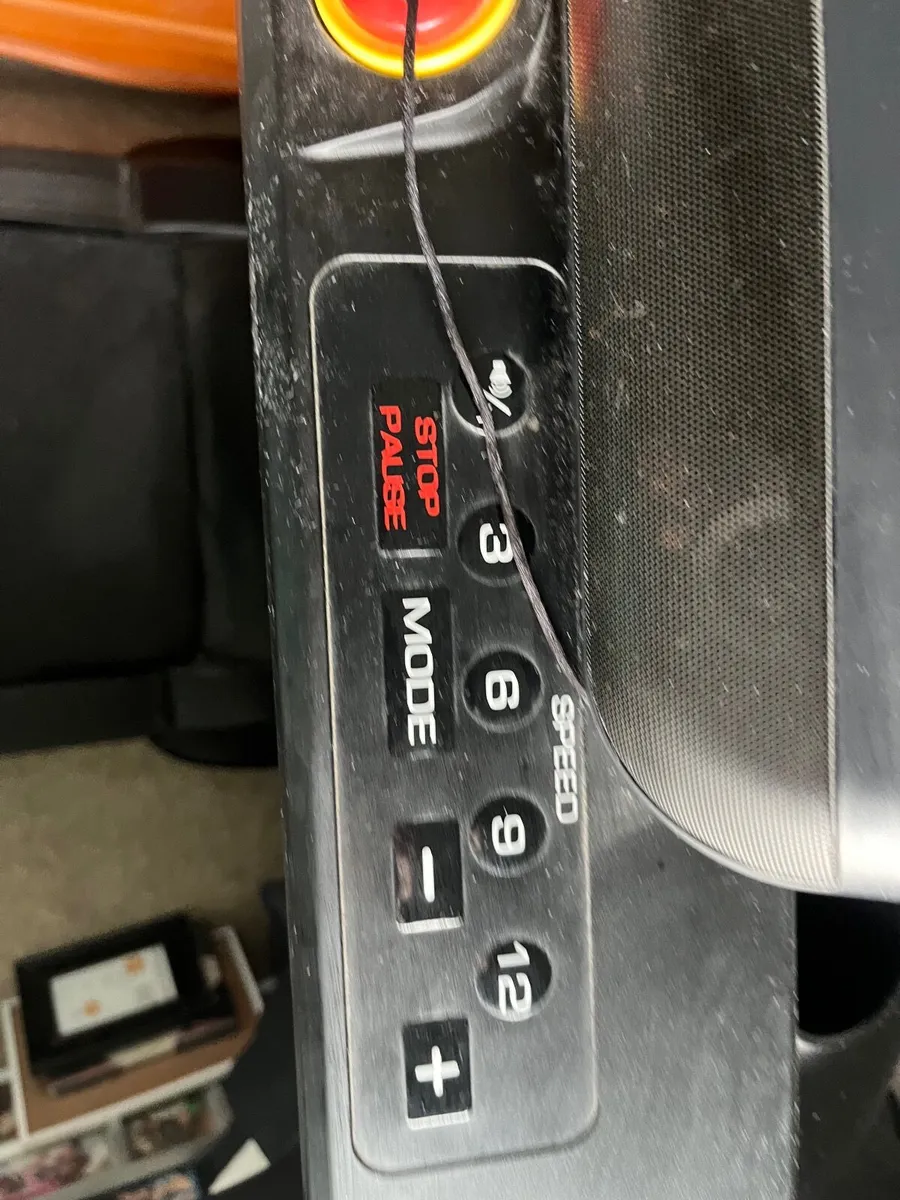 SPEED
3 6 9 12
STOP
PAUSE
MODE
- +